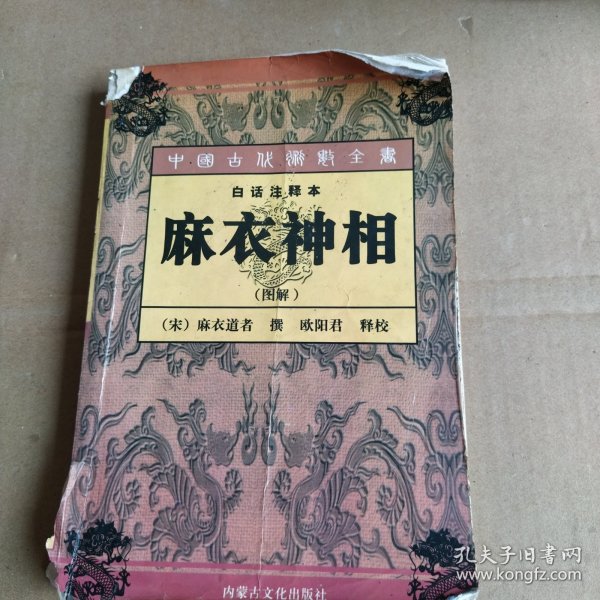 中國古代術數全書
白话注释本
麻衣神相
(图解)
(宋) 麻衣道者 撰 欧阳君 释校
内蒙古文化出版社
孔夫子旧书网
www.kongfz.com